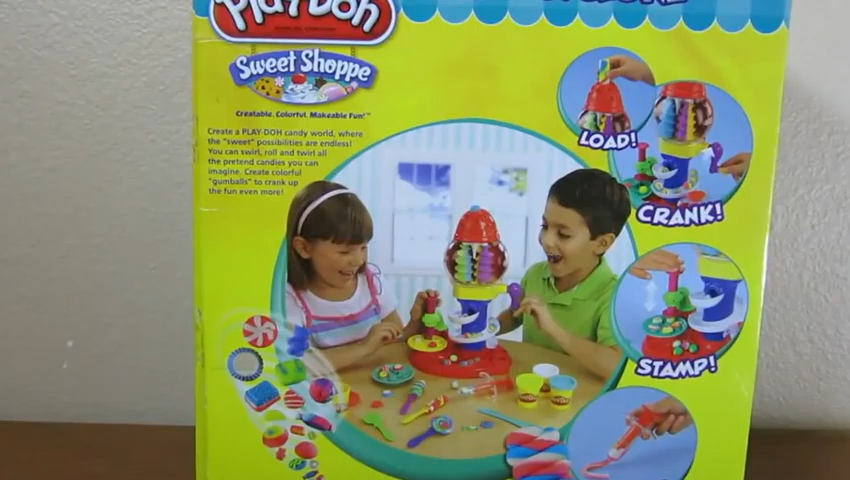 Play-Doh
Sweet Shoppe
Creatable. Colorful. Makeable Fun!™
Create a PLAY-DOH candy world, where
the "sweet" possibilities are endless!
You can swirl, roll and twirl all
the pretend candies you can
imagine. Create colorful
"gumballs" to crank up
the fun even more!
LOAD!
CRANK!
STAMP!